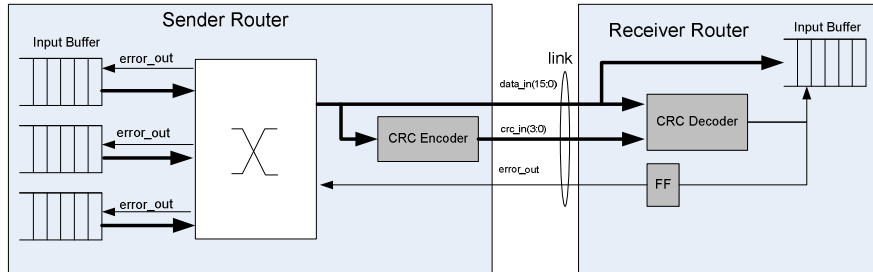 Sender Router
Receiver Router
Input Buffer
Input Buffer
error_out
link
data_in(15:0)
CRC Decoder
error_out
crc_in(3:0)
CRC Encoder
error_out
FF
error_out